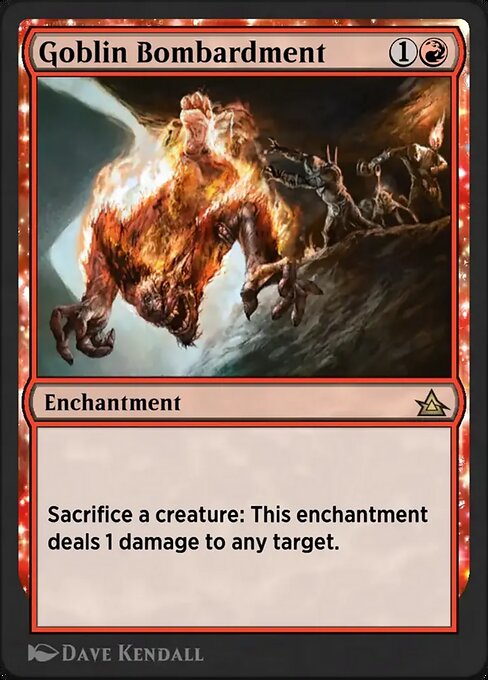 Goblin Bombardment 1
Enchantment
Sacrifice a creature: This enchantment
deals 1 damage to any target.
DAVE KENDALL